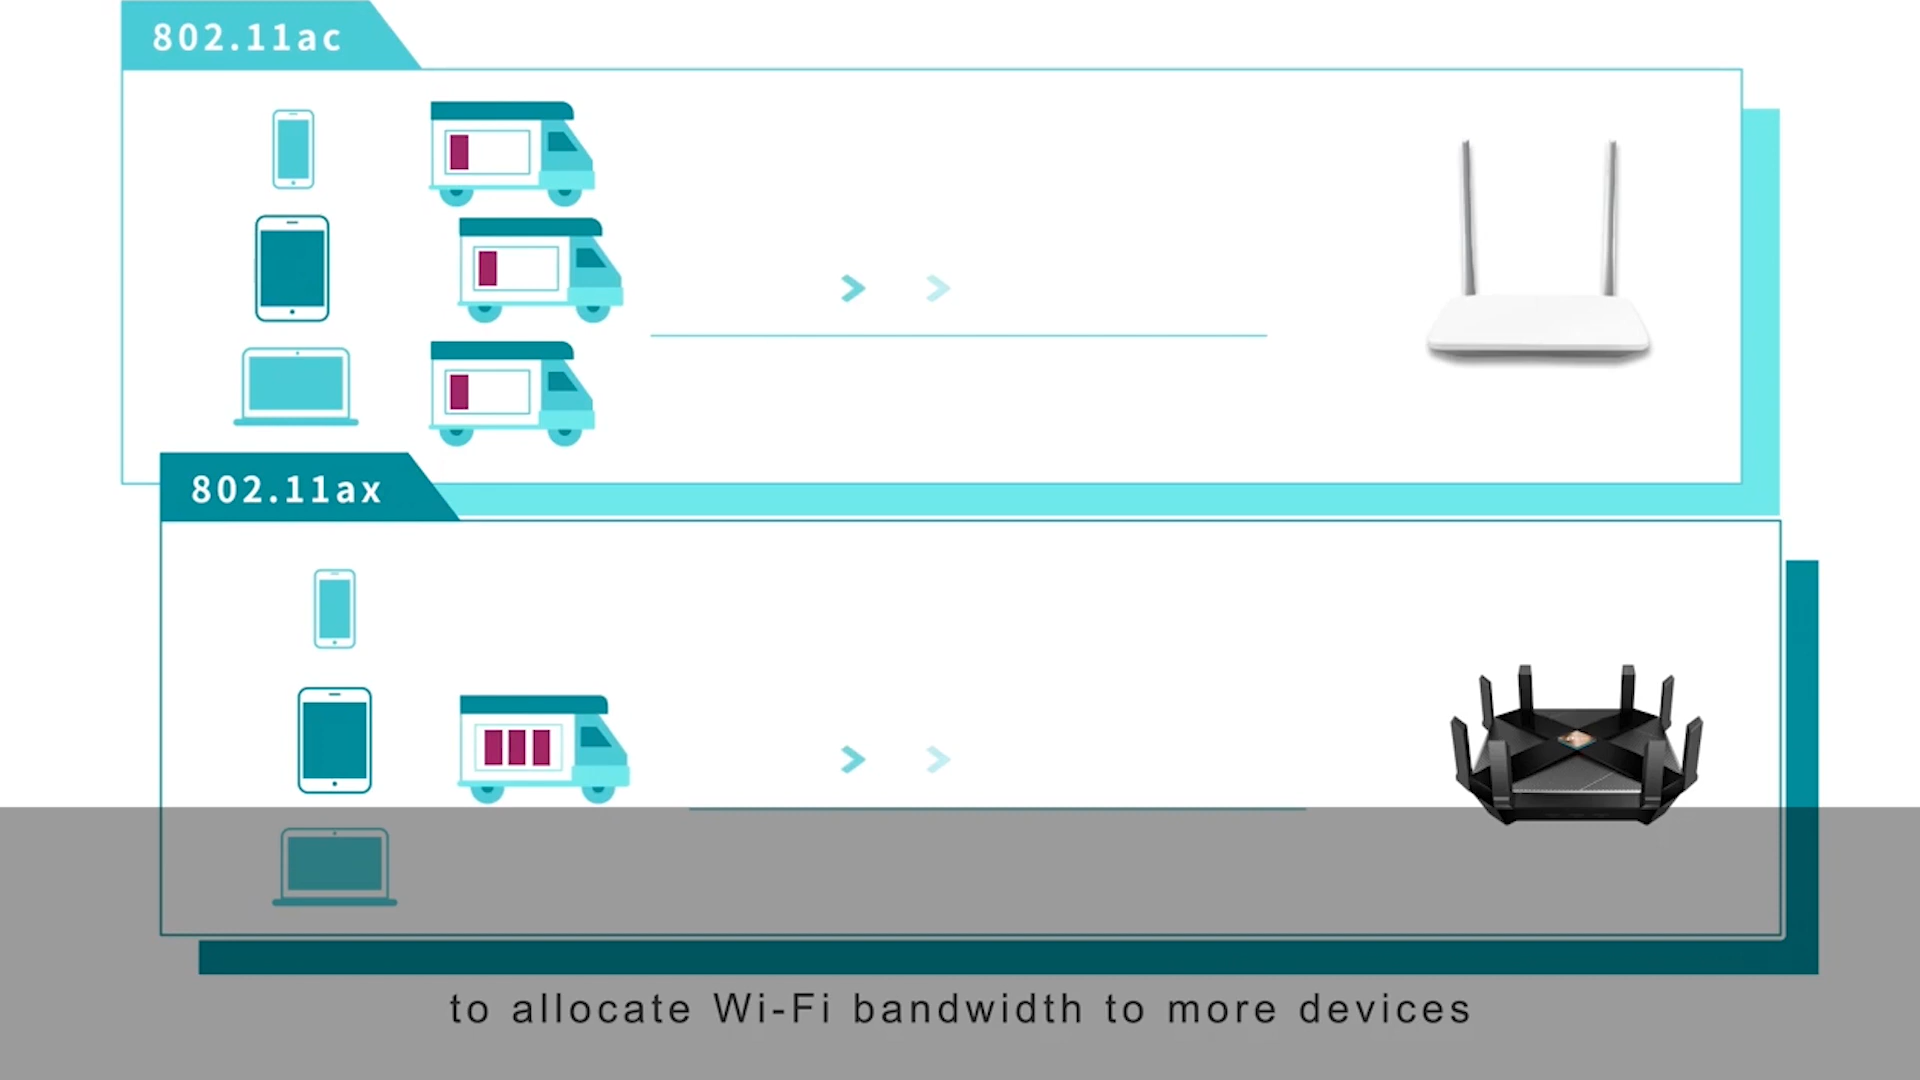 802.11ac
802.11ax
to allocate Wi-Fi bandwidth to more devices